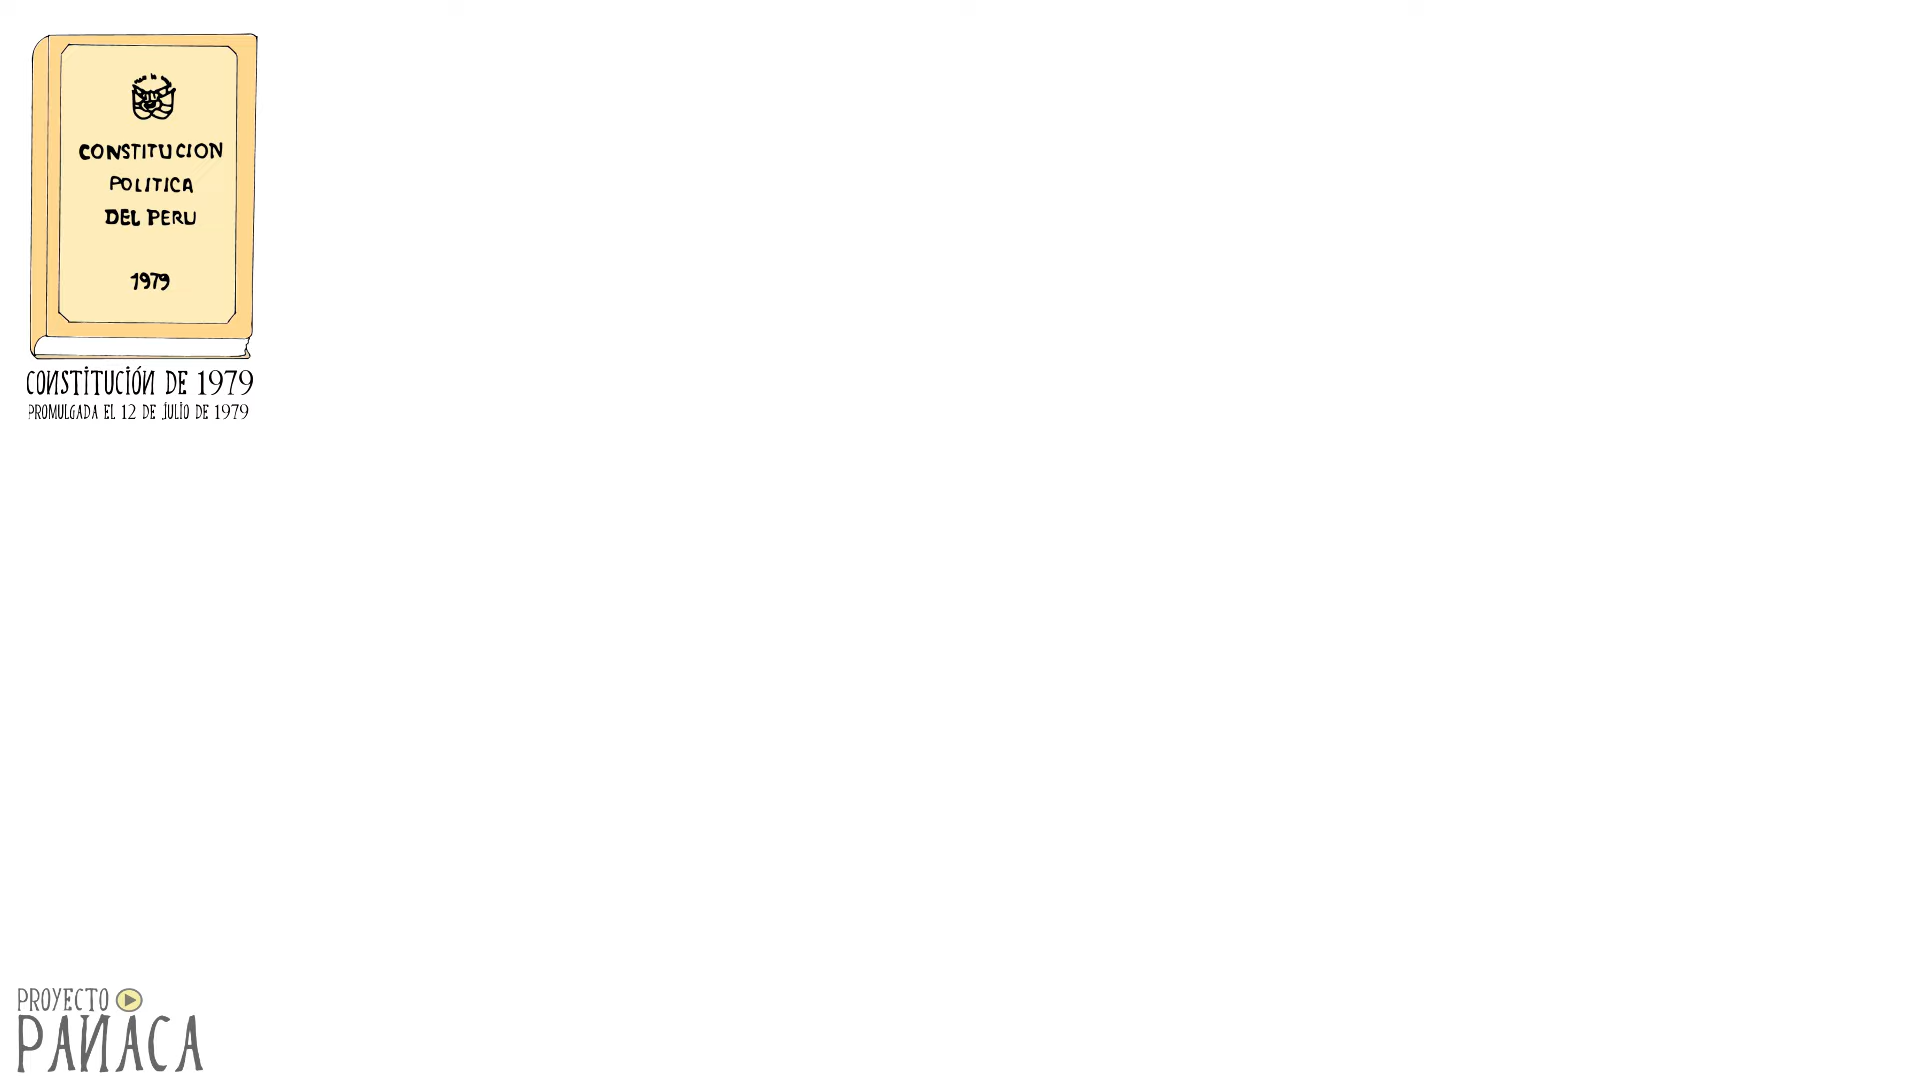 CONSTITUCION
POLITICA
DEL PERU
1979
CONSTITUCIÓN DE 1979
PROMULGADA EL 12 DE JULIO DE 1979
PROYECTO
PANACA